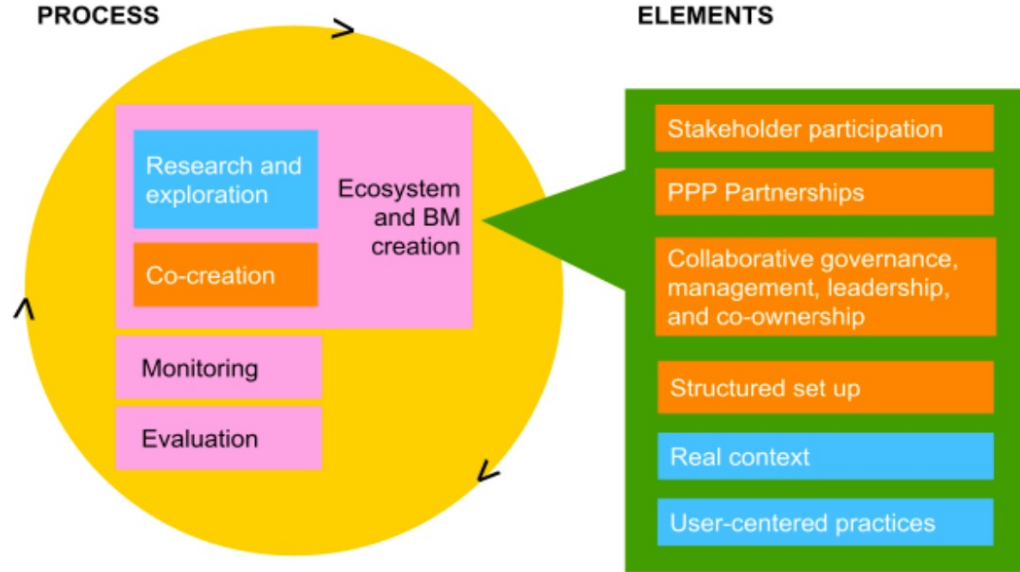 PROCESS
Research and
exploration
Co-creation
Ecosystem
and BM
creation
Monitoring
Evaluation
ELEMENTS
Stakeholder participation
PPP Partnerships
Collaborative governance,
management, leadership,
and co-ownership
Structured set up
Real context
User-centered practices